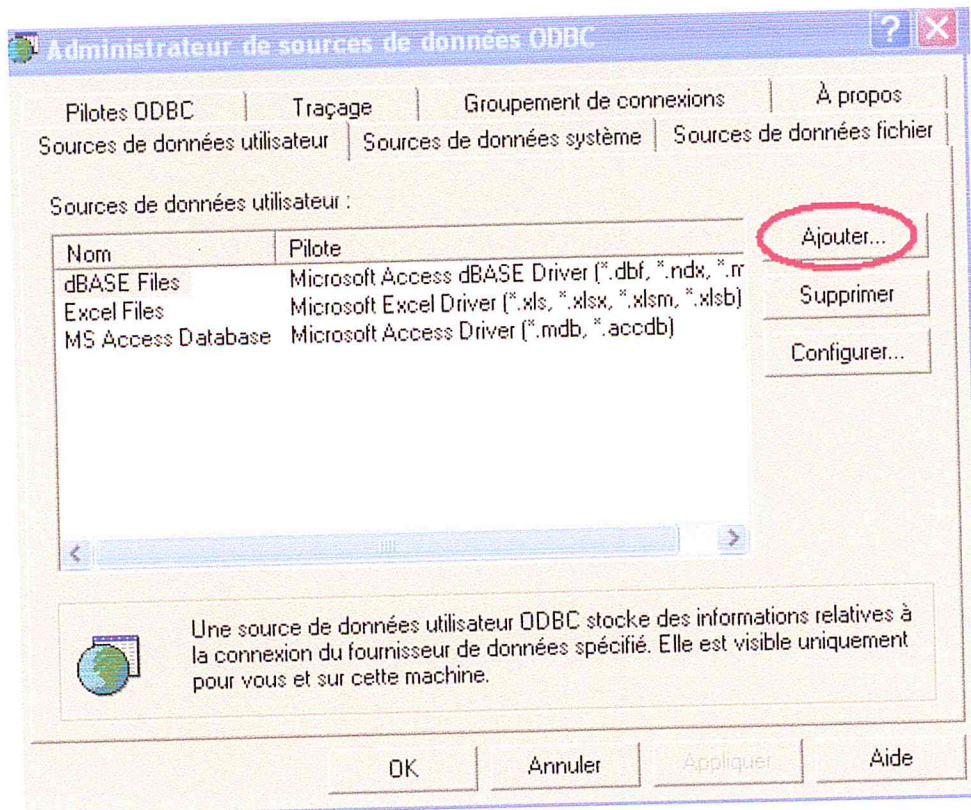 Administrateur de sources de données ODBC
Pilotes ODBC Traçage Groupement de connexions À propos
Sources de données utilisateur Sources de données système Sources de données fichier
Sources de données utilisateur :
Nom Pilote
dBASE Files Microsoft Access dBASE Driver (*.dbf, *.ndx, *.m
Excel Files Microsoft Excel Driver (*.xls, *.xlsx, *.xlsm, *.xlsb)
MS Access Database Microsoft Access Driver (*.mdb, *.accdb)
Ajouter...
Supprimer
Configurer...
Une source de données utilisateur ODBC stocke des informations relatives à
la connexion du fournisseur de données spécifié. Elle est visible uniquement
pour vous et sur cette machine.
OK Annuler Appliquer Aide